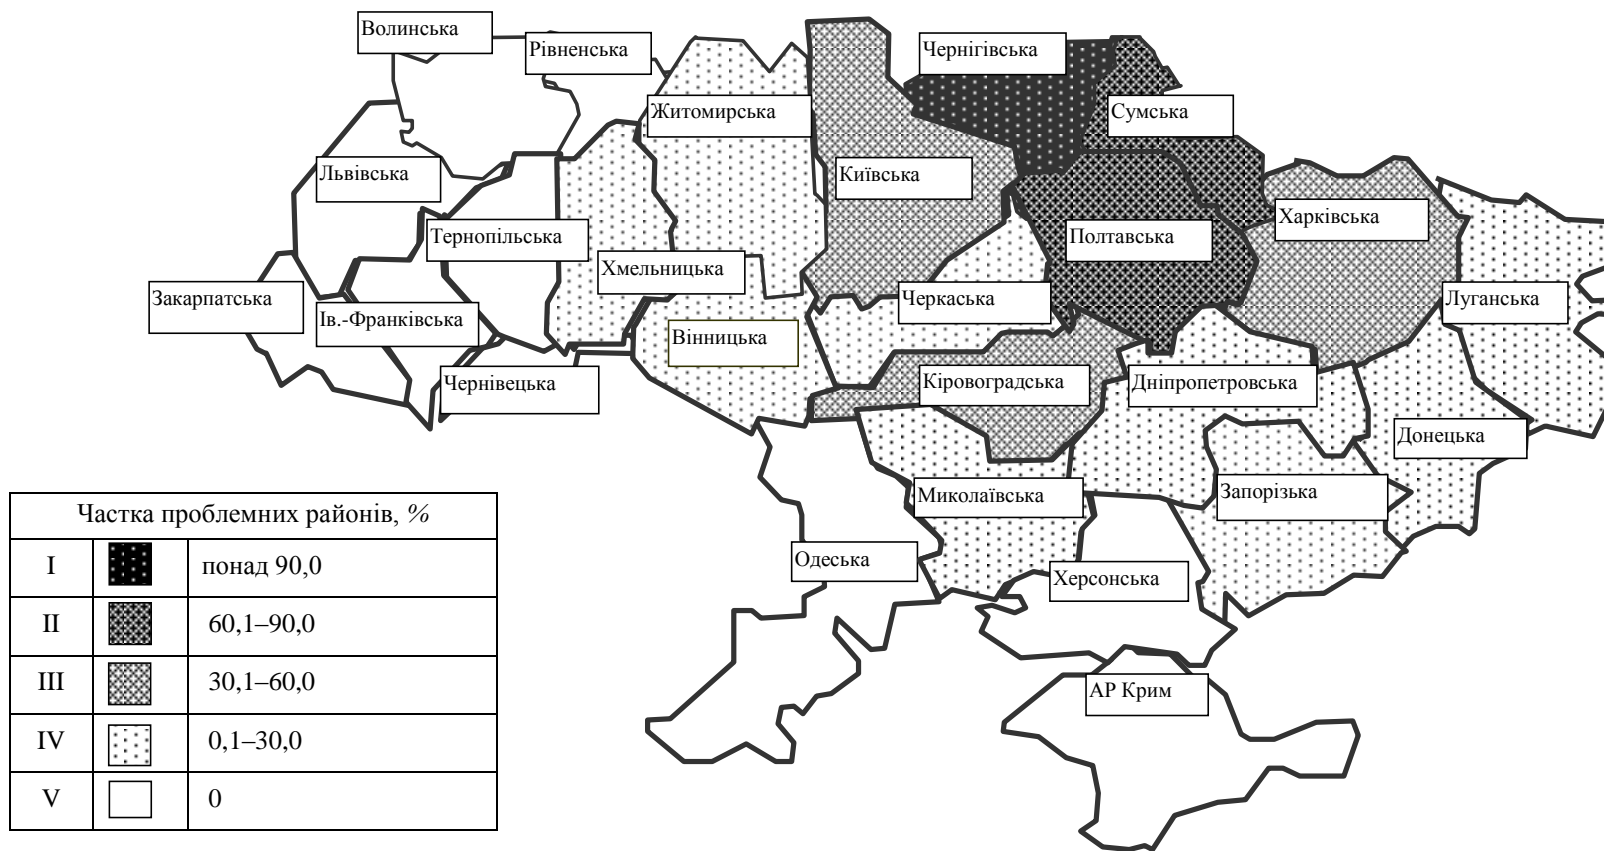 Волинська
Рівненська
Чернігівська
Житомирська
Сумська
Львівська
Київська
Харківська
Тернопільська
Полтавська
Хмельницька
Закарпатська
Ів.-Франківська
Черкаська
Луганська
Вінницька
Чернівецька
Кіровоградська
Дніпропетровська
Донецька
Миколаївська
Запорізька
Одеська
Херсонська
АР Крим
Частка проблемних районів, %
I понад 90,0
II 60,1–90,0
III 30,1–60,0
IV 0,1–30,0
V 0